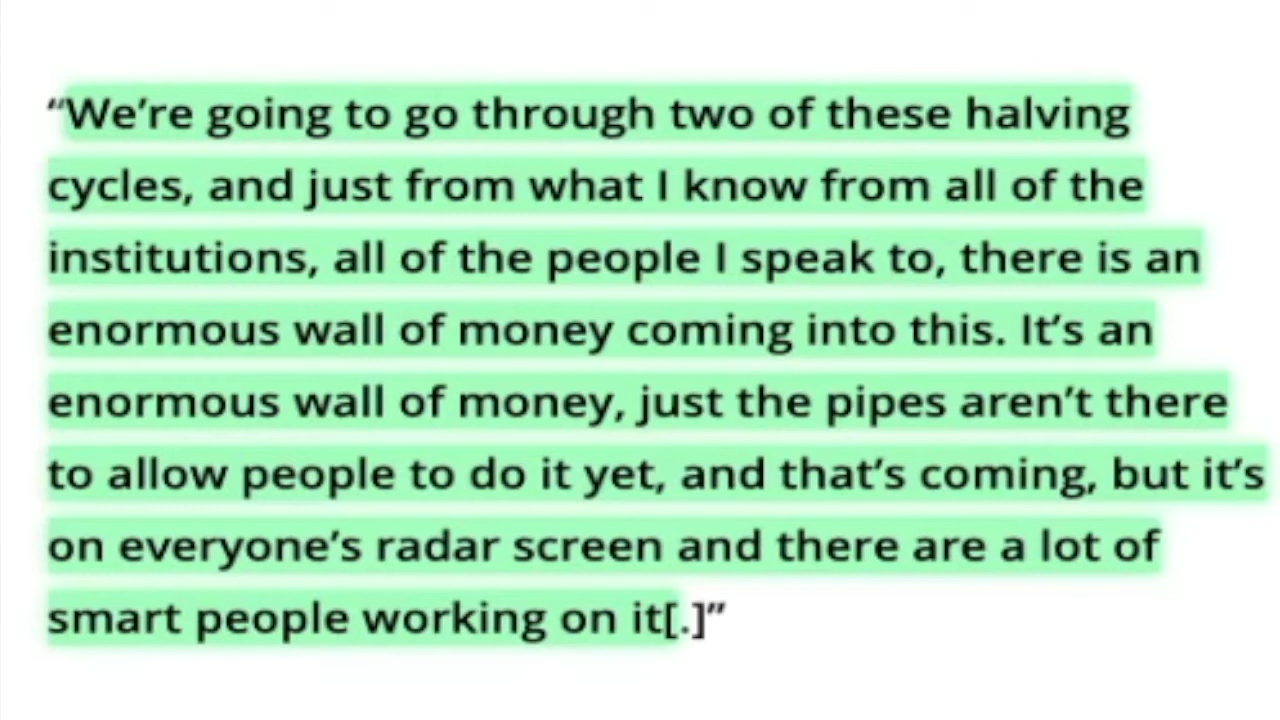 “We’re going to go through two of these halving
cycles, and just from what I know from all of the
institutions, all of the people I speak to, there is an
enormous wall of money coming into this. It’s an
enormous wall of money, just the pipes aren’t there
to allow people to do it yet, and that’s coming, but it’s
on everyone’s radar screen and there are a lot of
smart people working on it[.]”